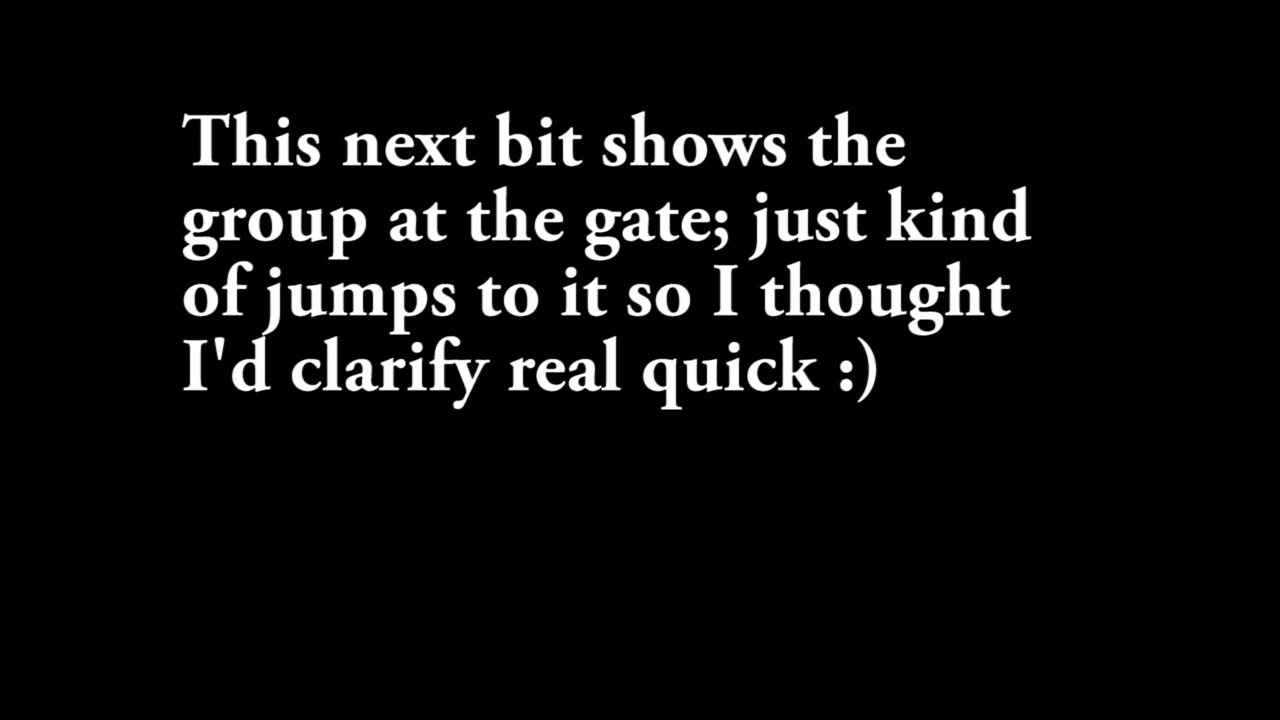 This next bit shows the
group at the gate; just kind
of jumps to it so I thought
I'd clarify real quick :)